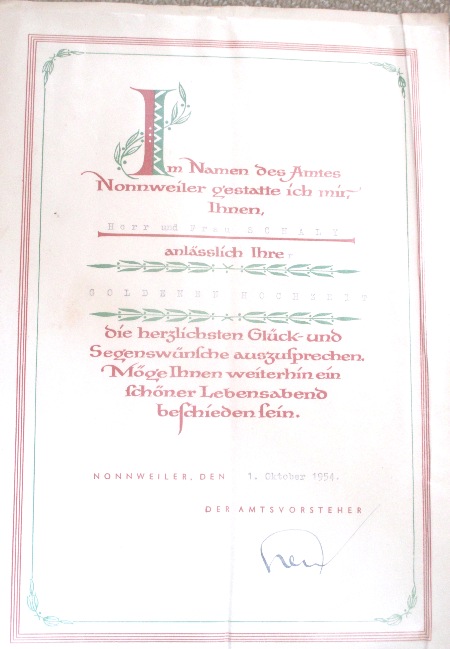 Im Namen des Amtes
Nonnweiler gestatte ich mir,
Ihnen,
Herr und Frau SCHALY
anlässlich Ihrer
GOLDENEN HOCHZEIT
die herzlichsten Glück- und
Segenswünsche auszusprechen.
Möge Ihnen weiterhin ein
schöner Lebensabend
beschieden sein.
NONNWEILER, DEN 1. Oktober 1954.
DER AMTSVORSTEHER